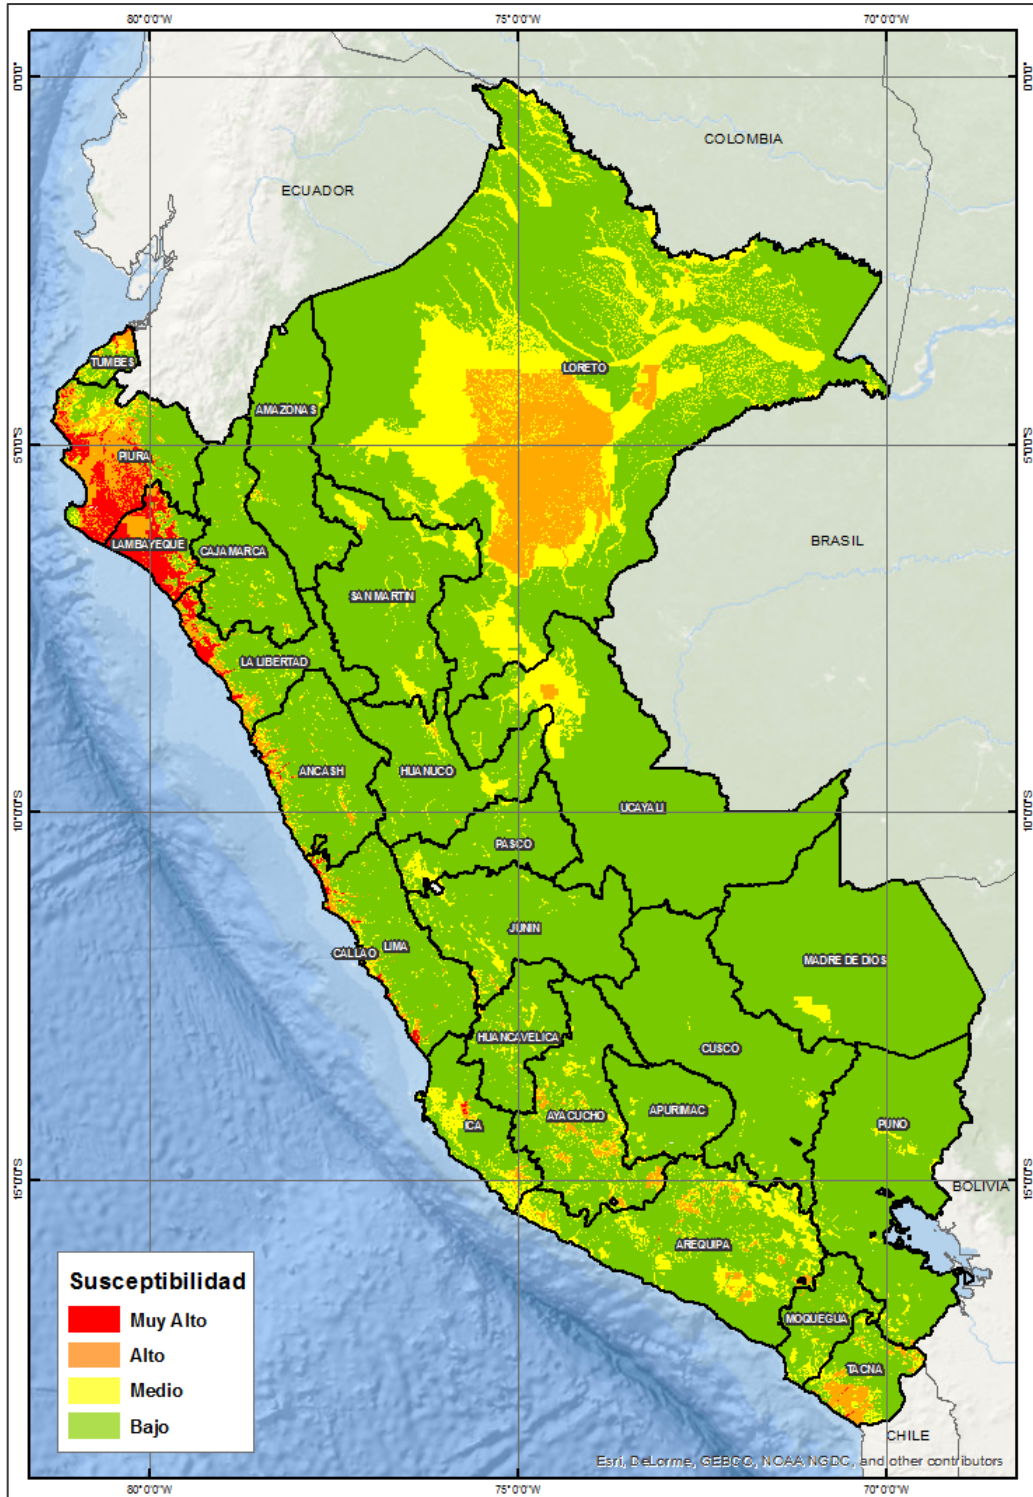 80°0'0"W 75°0'0"W 70°0'0"W
0°0'0" 0°0'0"
COLOMBIA
ECUADOR
TUMBES
LORETO
AMAZONAS
5°0'0"S 5°0'0"S
PIURA
BRASIL
LAMBAYEQUE
CAJAMARCA
SAN MARTIN
LA LIBERTAD
ANCASH
HUANUCO
UCAYALI
10°0'0"S 10°0'0"S
PASCO
JUNIN
CALLAO
LIMA
MADRE DE DIOS
HUANCAVELICA
CUSCO
AYACUCHO
APURIMAC
ICA
PUNO
15°0'0"S 15°0'0"S
BOLIVIA
AREQUIPA
MOQUEGUA
TACNA
CHILE
Susceptibilidad
Muy Alto
Alto
Medio
Bajo
Esri, DeLorme, GEBCO, NOAA NGDC, and other contributors
80°0'0"W 75°0'0"W 70°0'0"W